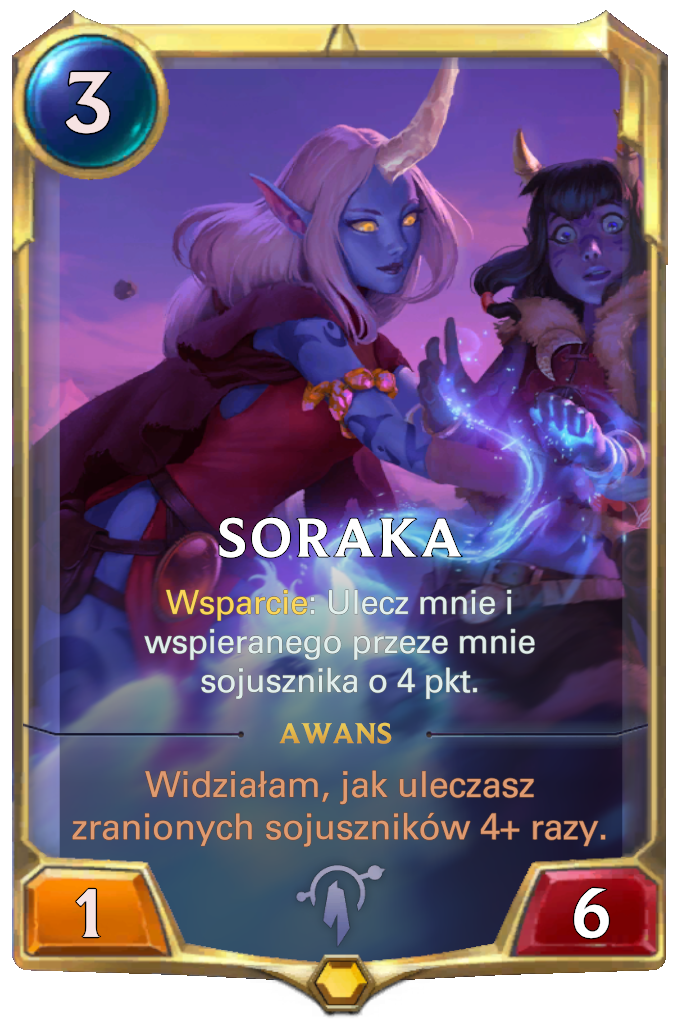 3
SORAKA
Wsparcie: Ulecz mnie i
wspieranego przeze mnie
sojusznika o 4 pkt.
AWANS
Widziałam, jak uleczasz
zranionych sojuszników 4+ razy.
1
6